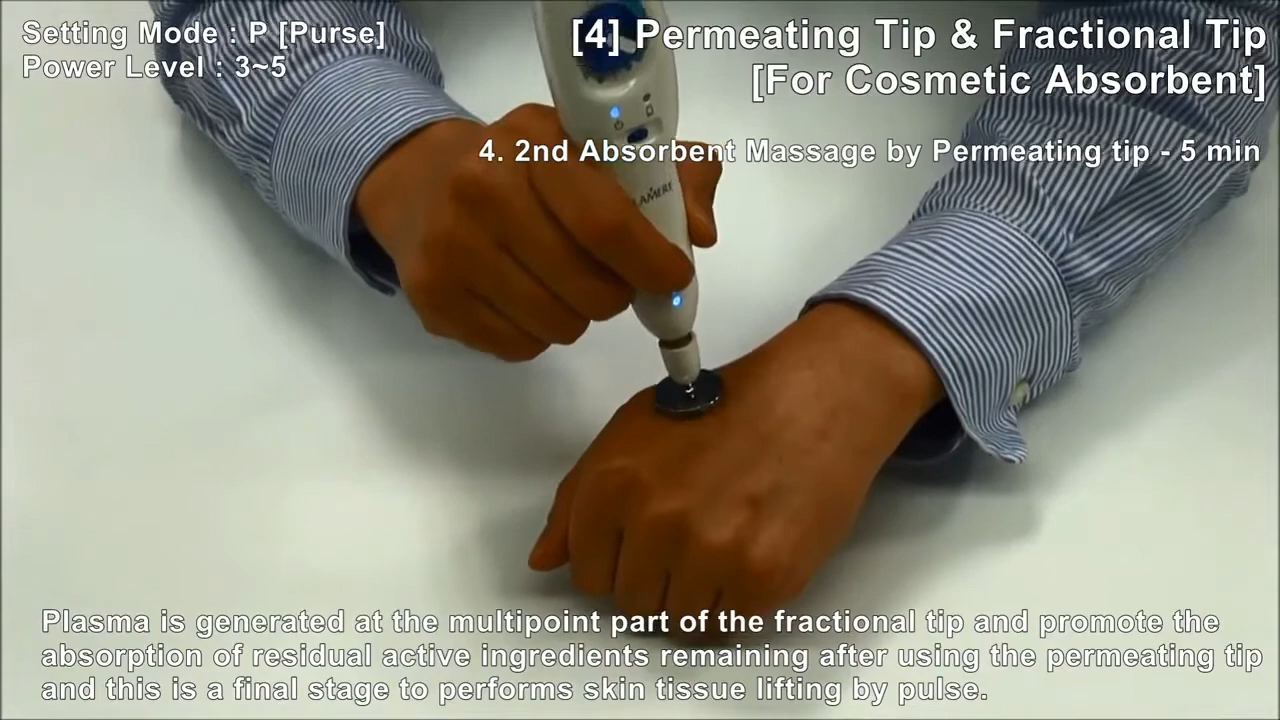 Setting Mode : P [Purse]
Power Level : 3~5
[4] Permeating Tip & Fractional Tip
[For Cosmetic Absorbent]
4. 2nd Absorbent Massage by Permeating tip - 5 min
Plasma is generated at the multipoint part of the fractional tip and promote the
absorption of residual active ingredients remaining after using the permeating tip
and this is a final stage to performs skin tissue lifting by pulse.